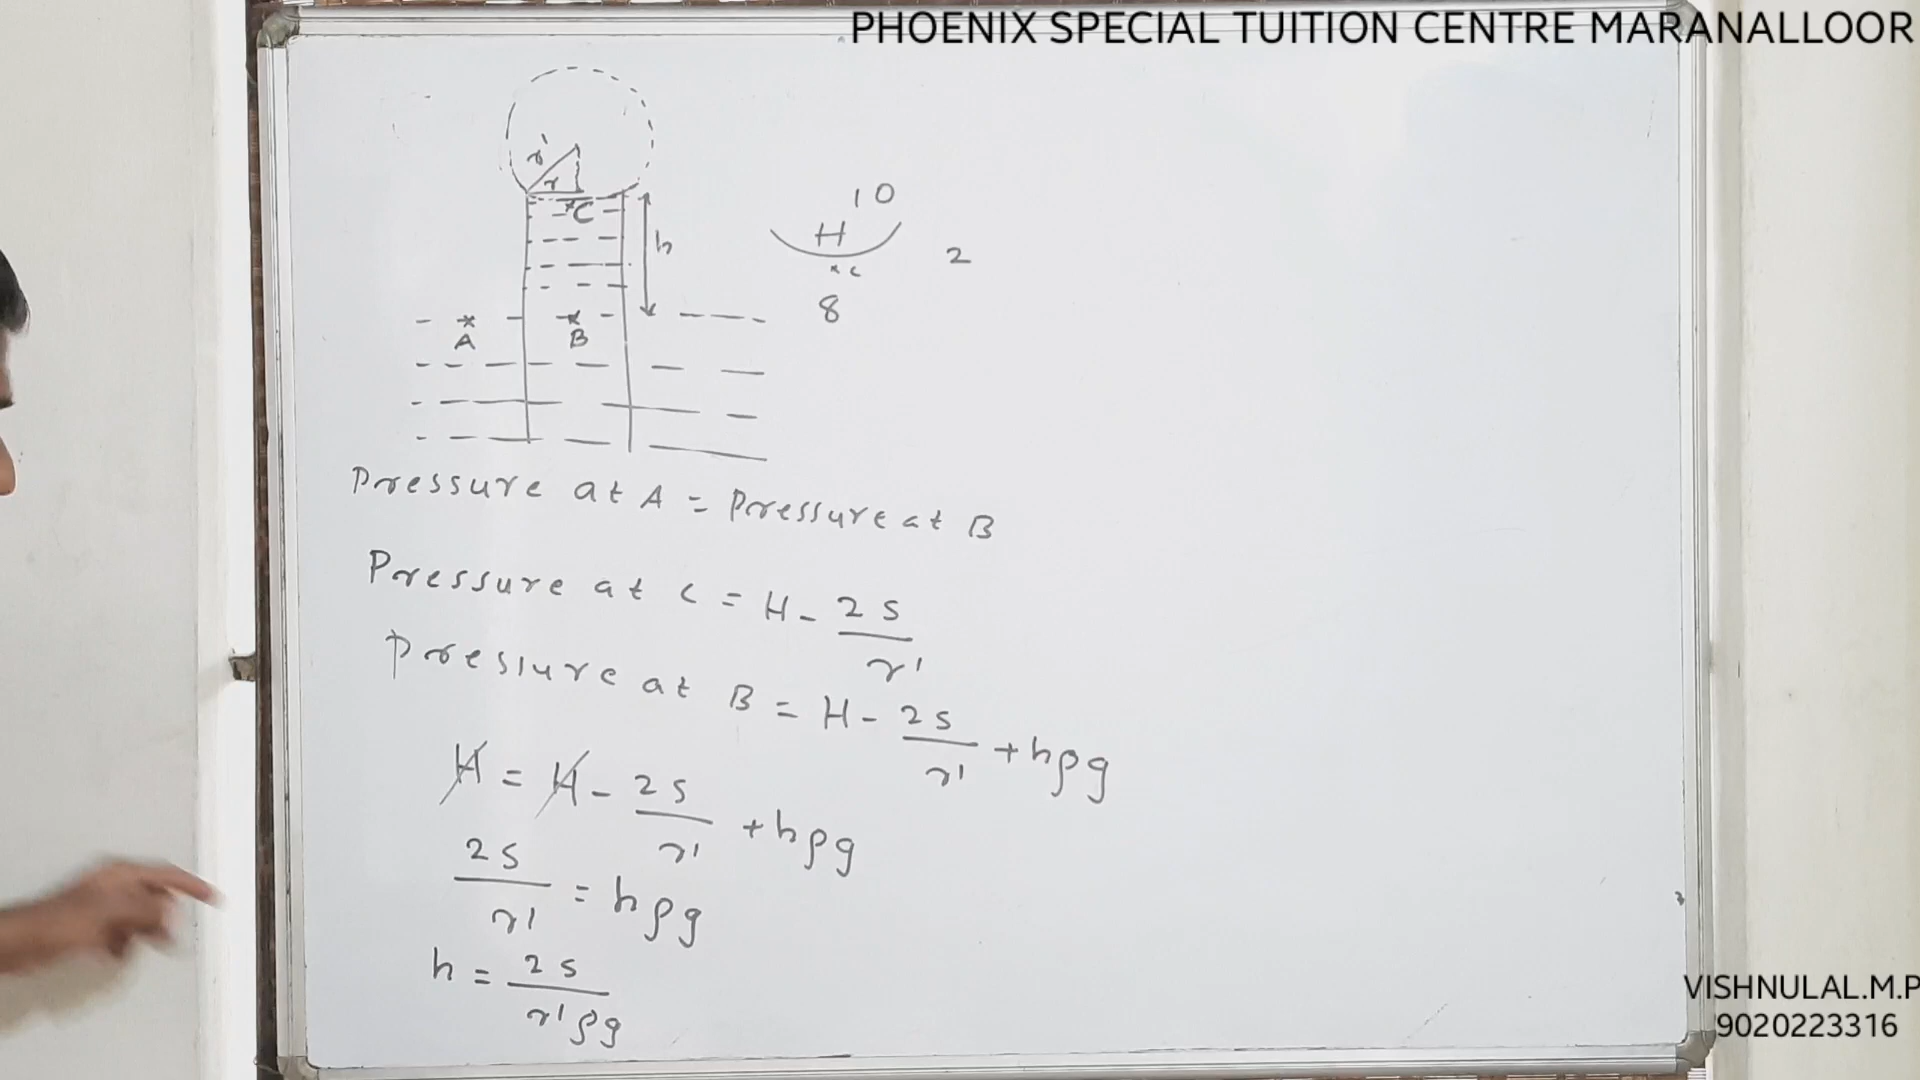 PHOENIX SPECIAL TUITION CENTRE MARANALLOOR
r'
r
C
h
A
B
10
H
c
2
8
Pressure at A = Pressure at B
Pressure at C = H - 2S/r'
Pressure at B = H - 2S/r' + hρg
H = H - 2S/r' + hρg
2S/r' = hρg
h = 2S/r'ρg
VISHNULAL.M.P
9020223316